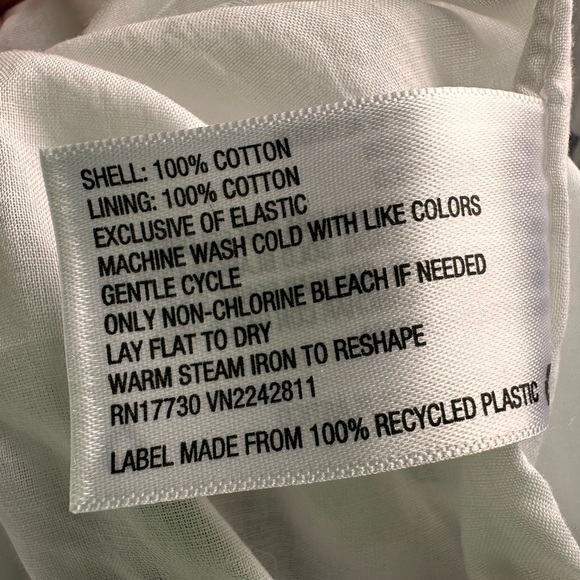 SHELL: 100% COTTON
LINING: 100% COTTON
EXCLUSIVE OF ELASTIC
MACHINE WASH COLD WITH LIKE COLORS
GENTLE CYCLE
ONLY NON-CHLORINE BLEACH IF NEEDED
LAY FLAT TO DRY
WARM STEAM IRON TO RESHAPE
RN17730 VN2242811
LABEL MADE FROM 100% RECYCLED PLASTIC